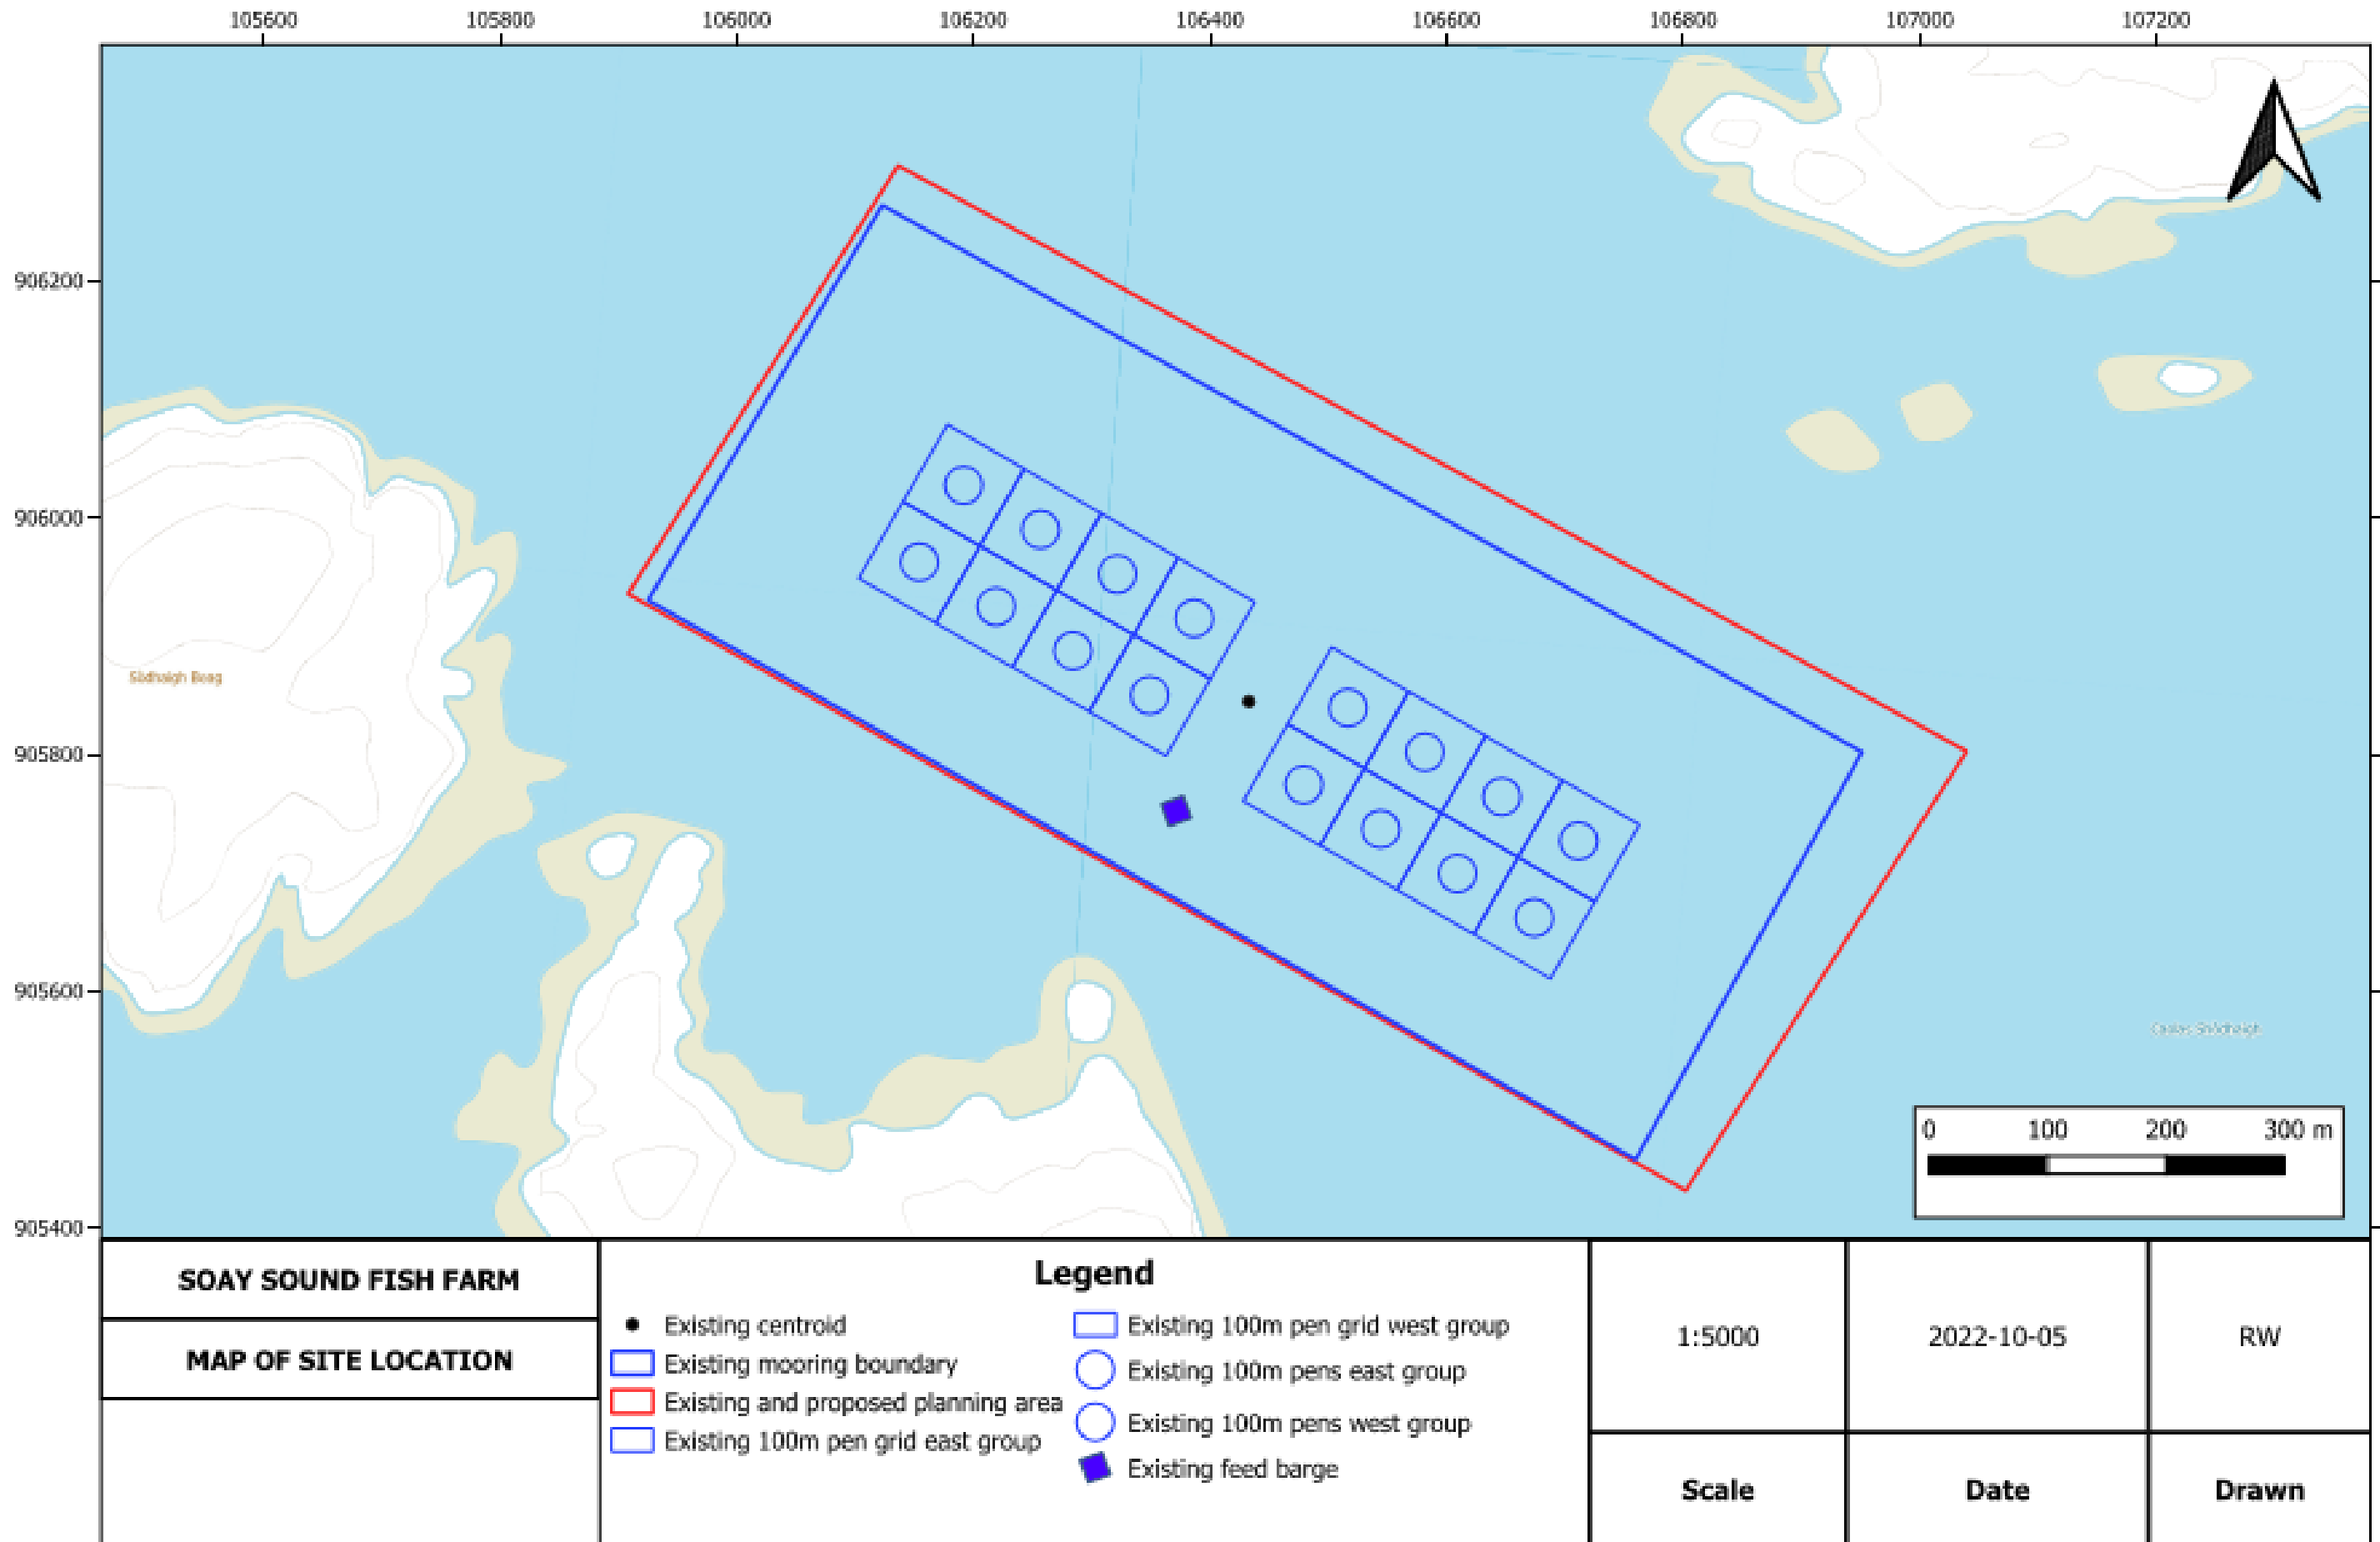 105600 105800 106000 106200 106400 106600 106800 107000 107200
906200
906000
905800
905600
905400
0 100 200 300 m
SOAY SOUND FISH FARM
MAP OF SITE LOCATION
Legend
Existing centroid
Existing mooring boundary
Existing and proposed planning area
Existing 100m pen grid east group
Existing 100m pen grid west group
Existing 100m pens east group
Existing 100m pens west group
Existing feed barge
1:5000 2022-10-05 RW
Scale Date Drawn